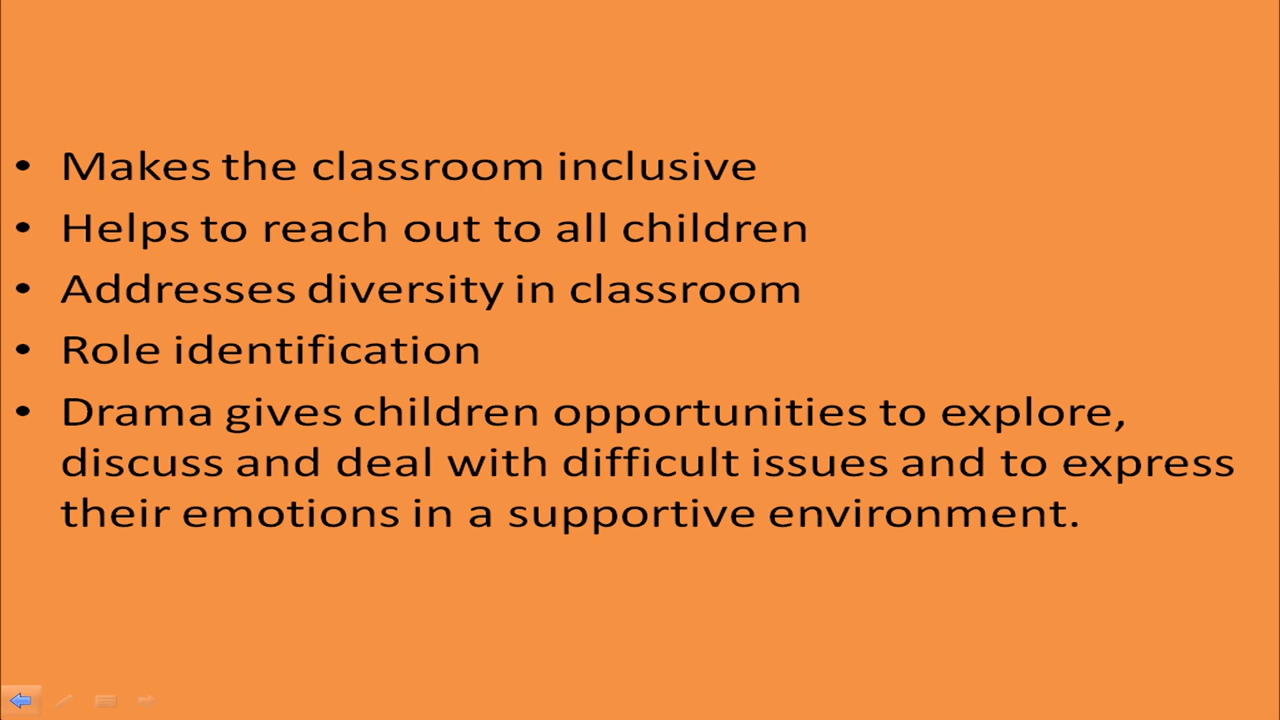 • Makes the classroom inclusive
• Helps to reach out to all children
• Addresses diversity in classroom
• Role identification
• Drama gives children opportunities to explore,
discuss and deal with difficult issues and to express
their emotions in a supportive environment.